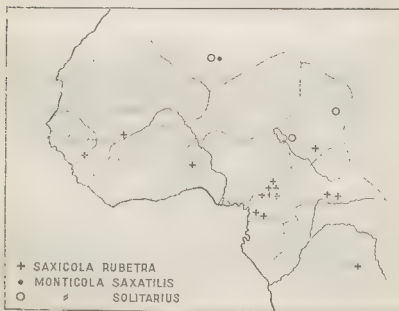 + SAXICOLA RUBETRA
• MONTICOLA SAXATILIS
○ 〃 SOLITARIUS